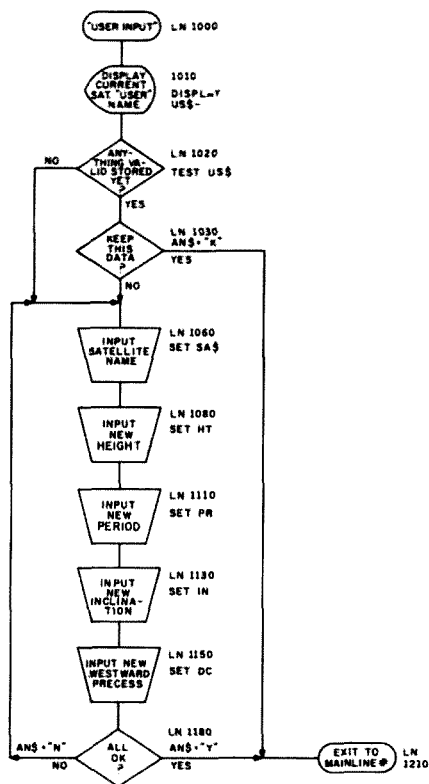 "USER INPUT" LN 1000
DISPLAY
CURRENT
SAT. "USER"
NAME
1010
DISPLAY
US$-
ANY-
THING VA-
LID STORED
YET
?
LN 1020
TEST US$
NO
YES
KEEP
THIS
DATA
?
LN 1030
ANS="K"
YES
NO
INPUT
SATELLITE
NAME
LN 1060
SET SA$
INPUT
NEW
HEIGHT
LN 1080
SET HT
INPUT
NEW
PERIOD
LN 1110
SET PR
INPUT
NEW
INCLINA-
TION
LN 1130
SET IN
INPUT NEW
WESTWARD
PRECESS
LN 1150
SET DC
ALL
OK
?
AN$="N"
NO
LN 1180
AN$="Y"
YES
EXIT TO
MAINLINE #
LN
1210